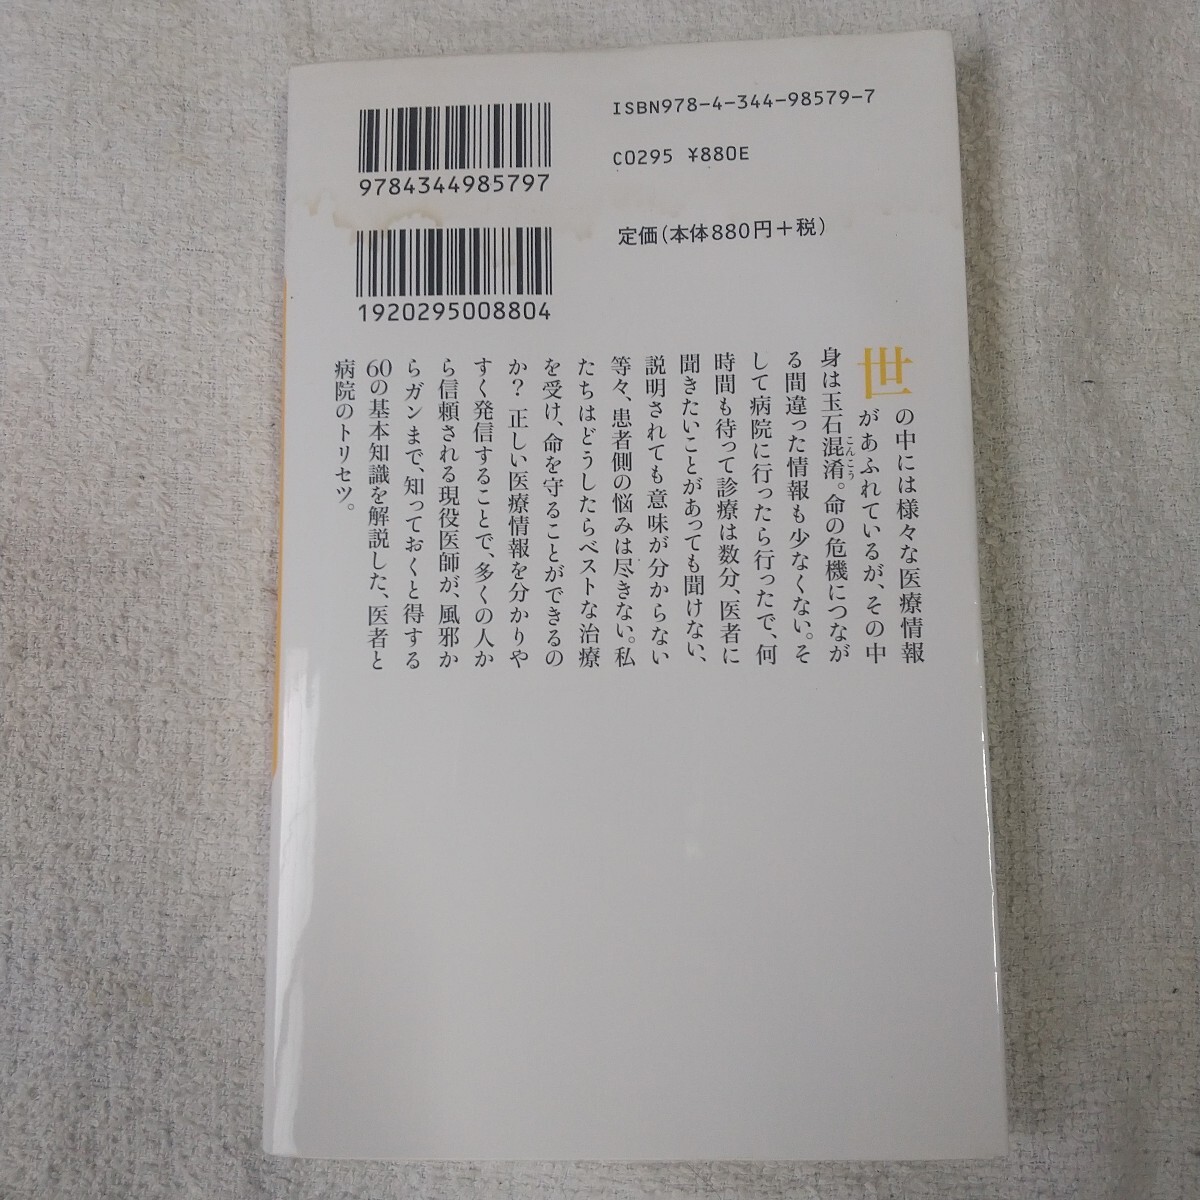 ISBN978-4-344-98579-7
C0295 ¥880E
9784344985797
定価(本体880円+税)
1920295008804
世の中には様々な医療情報
があふれているが、その中
身は玉石混淆。命の危機につなが
こんこう
る間違った情報も少なくない。そ
して病院に行ったら行ったで、何
時間も待って診療は数分、医者に
聞きたいことがあっても聞けない、
説明されても意味が分からない
等々、患者側の悩みは尽きない。私
たちはどうしたらベストな治療
を受け、命を守ることができるの
か? 正しい医療情報を分かりや
すく発信することで、多くの人か
ら信頼される現役医師が、風邪か
らガンまで、知っておくと得する
60の基本知識を解説した、医者と
病院のトリセツ。